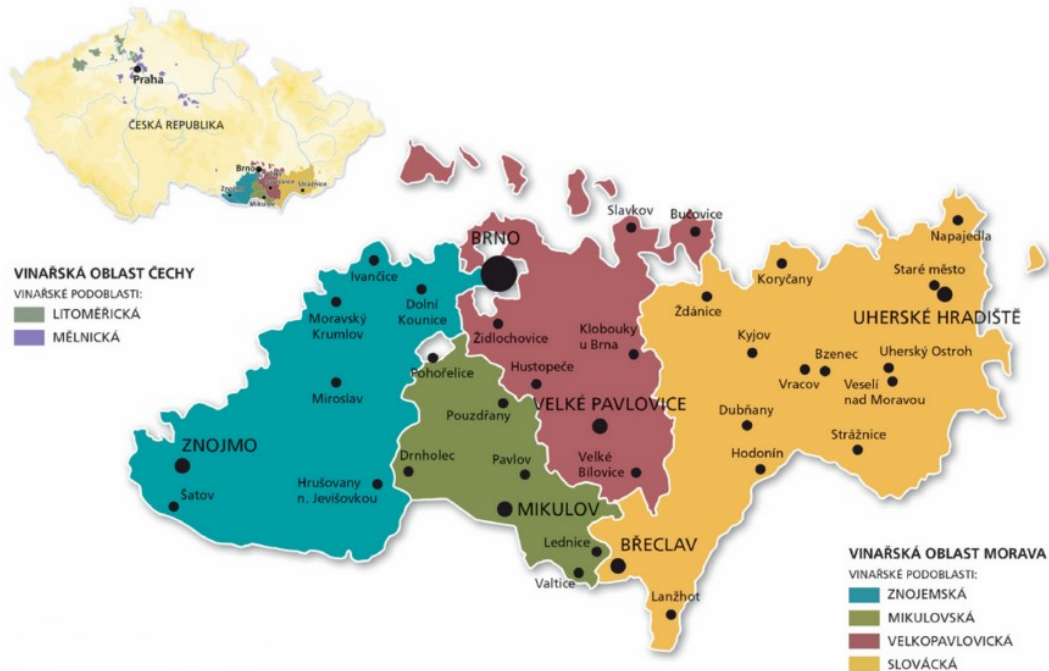 Praha
ČESKÁ REPUBLIKA
Brno
Znojmo
Mikulov
Strážnice
VINAŘSKÁ OBLAST ČECHY
VINAŘSKÉ PODOBLASTI:
LITOMĚŘICKÁ
MĚLNICKÁ
BRNO
Slavkov
Bučovice
Napajedla
Ivančice
Koryčany
Staré město
Dolní
Kounice
Moravský
Krumlov
Ždánice
UHERSKÉ HRADIŠTĚ
Židlochovice
Klobouky
u Brna
Kyjov
Pohořelice
Hustopeče
Bzenec
Uherský Ostroh
Vracov
Veselí
nad Moravou
Miroslav
Pouzdřany
VELKÉ PAVLOVICE
Dubňany
ZNOJMO
Drnholec
Pavlov
Velké
Bílovice
Hodonín
Strážnice
Šatov
Hrušovany
n. Jevišovkou
MIKULOV
Lednice
BŘECLAV
Valtice
Lanžhot
VINAŘSKÁ OBLAST MORAVA
VINAŘSKÉ PODOBLASTI:
ZNOJEMSKÁ
MIKULOVSKÁ
VELKOPAVLOVICKÁ
SLOVÁCKÁ